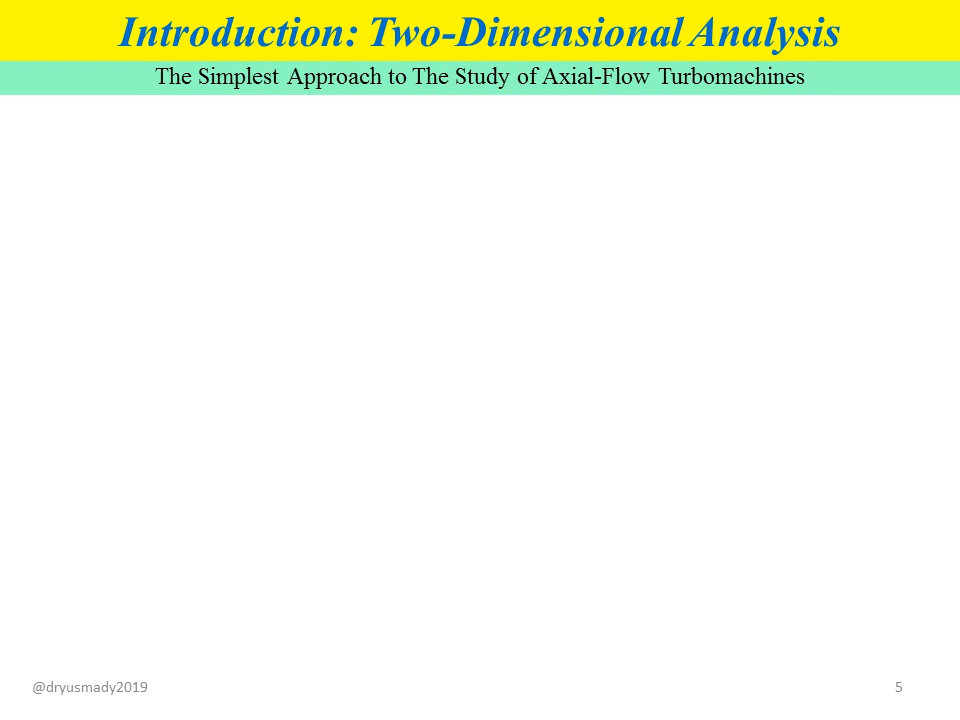 Introduction: Two-Dimensional Analysis
The Simplest Approach to The Study of Axial-Flow Turbomachines
@dryusmady2019
5